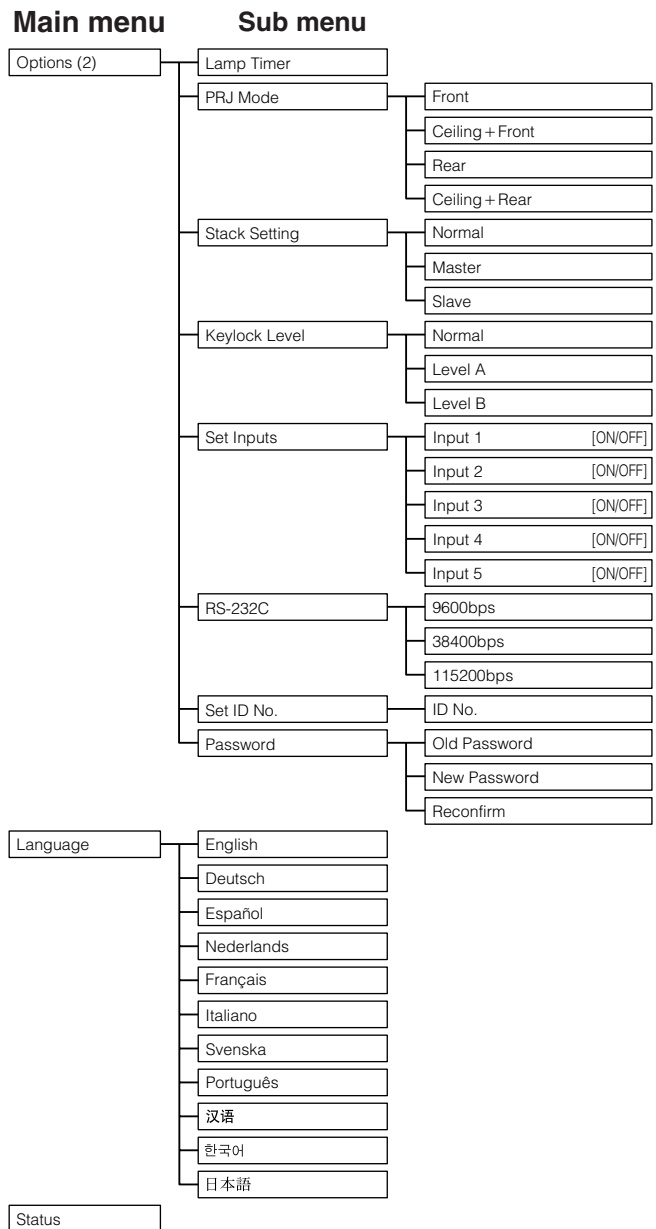 Main menu Sub menu
Options (2) Lamp Timer
PRJ Mode Front
Ceiling+Front
Rear
Ceiling+Rear
Stack Setting Normal
Master
Slave
Keylock Level Normal
Level A
Level B
Set Inputs Input 1 [ON/OFF]
Input 2 [ON/OFF]
Input 3 [ON/OFF]
Input 4 [ON/OFF]
Input 5 [ON/OFF]
RS-232C 9600bps
38400bps
115200bps
Set ID No. ID No.
Password Old Password
New Password
Reconfirm
Language English
Deutsch
Español
Nederlands
Français
Italiano
Svenska
Português
汉语
한국어
日本語
Status